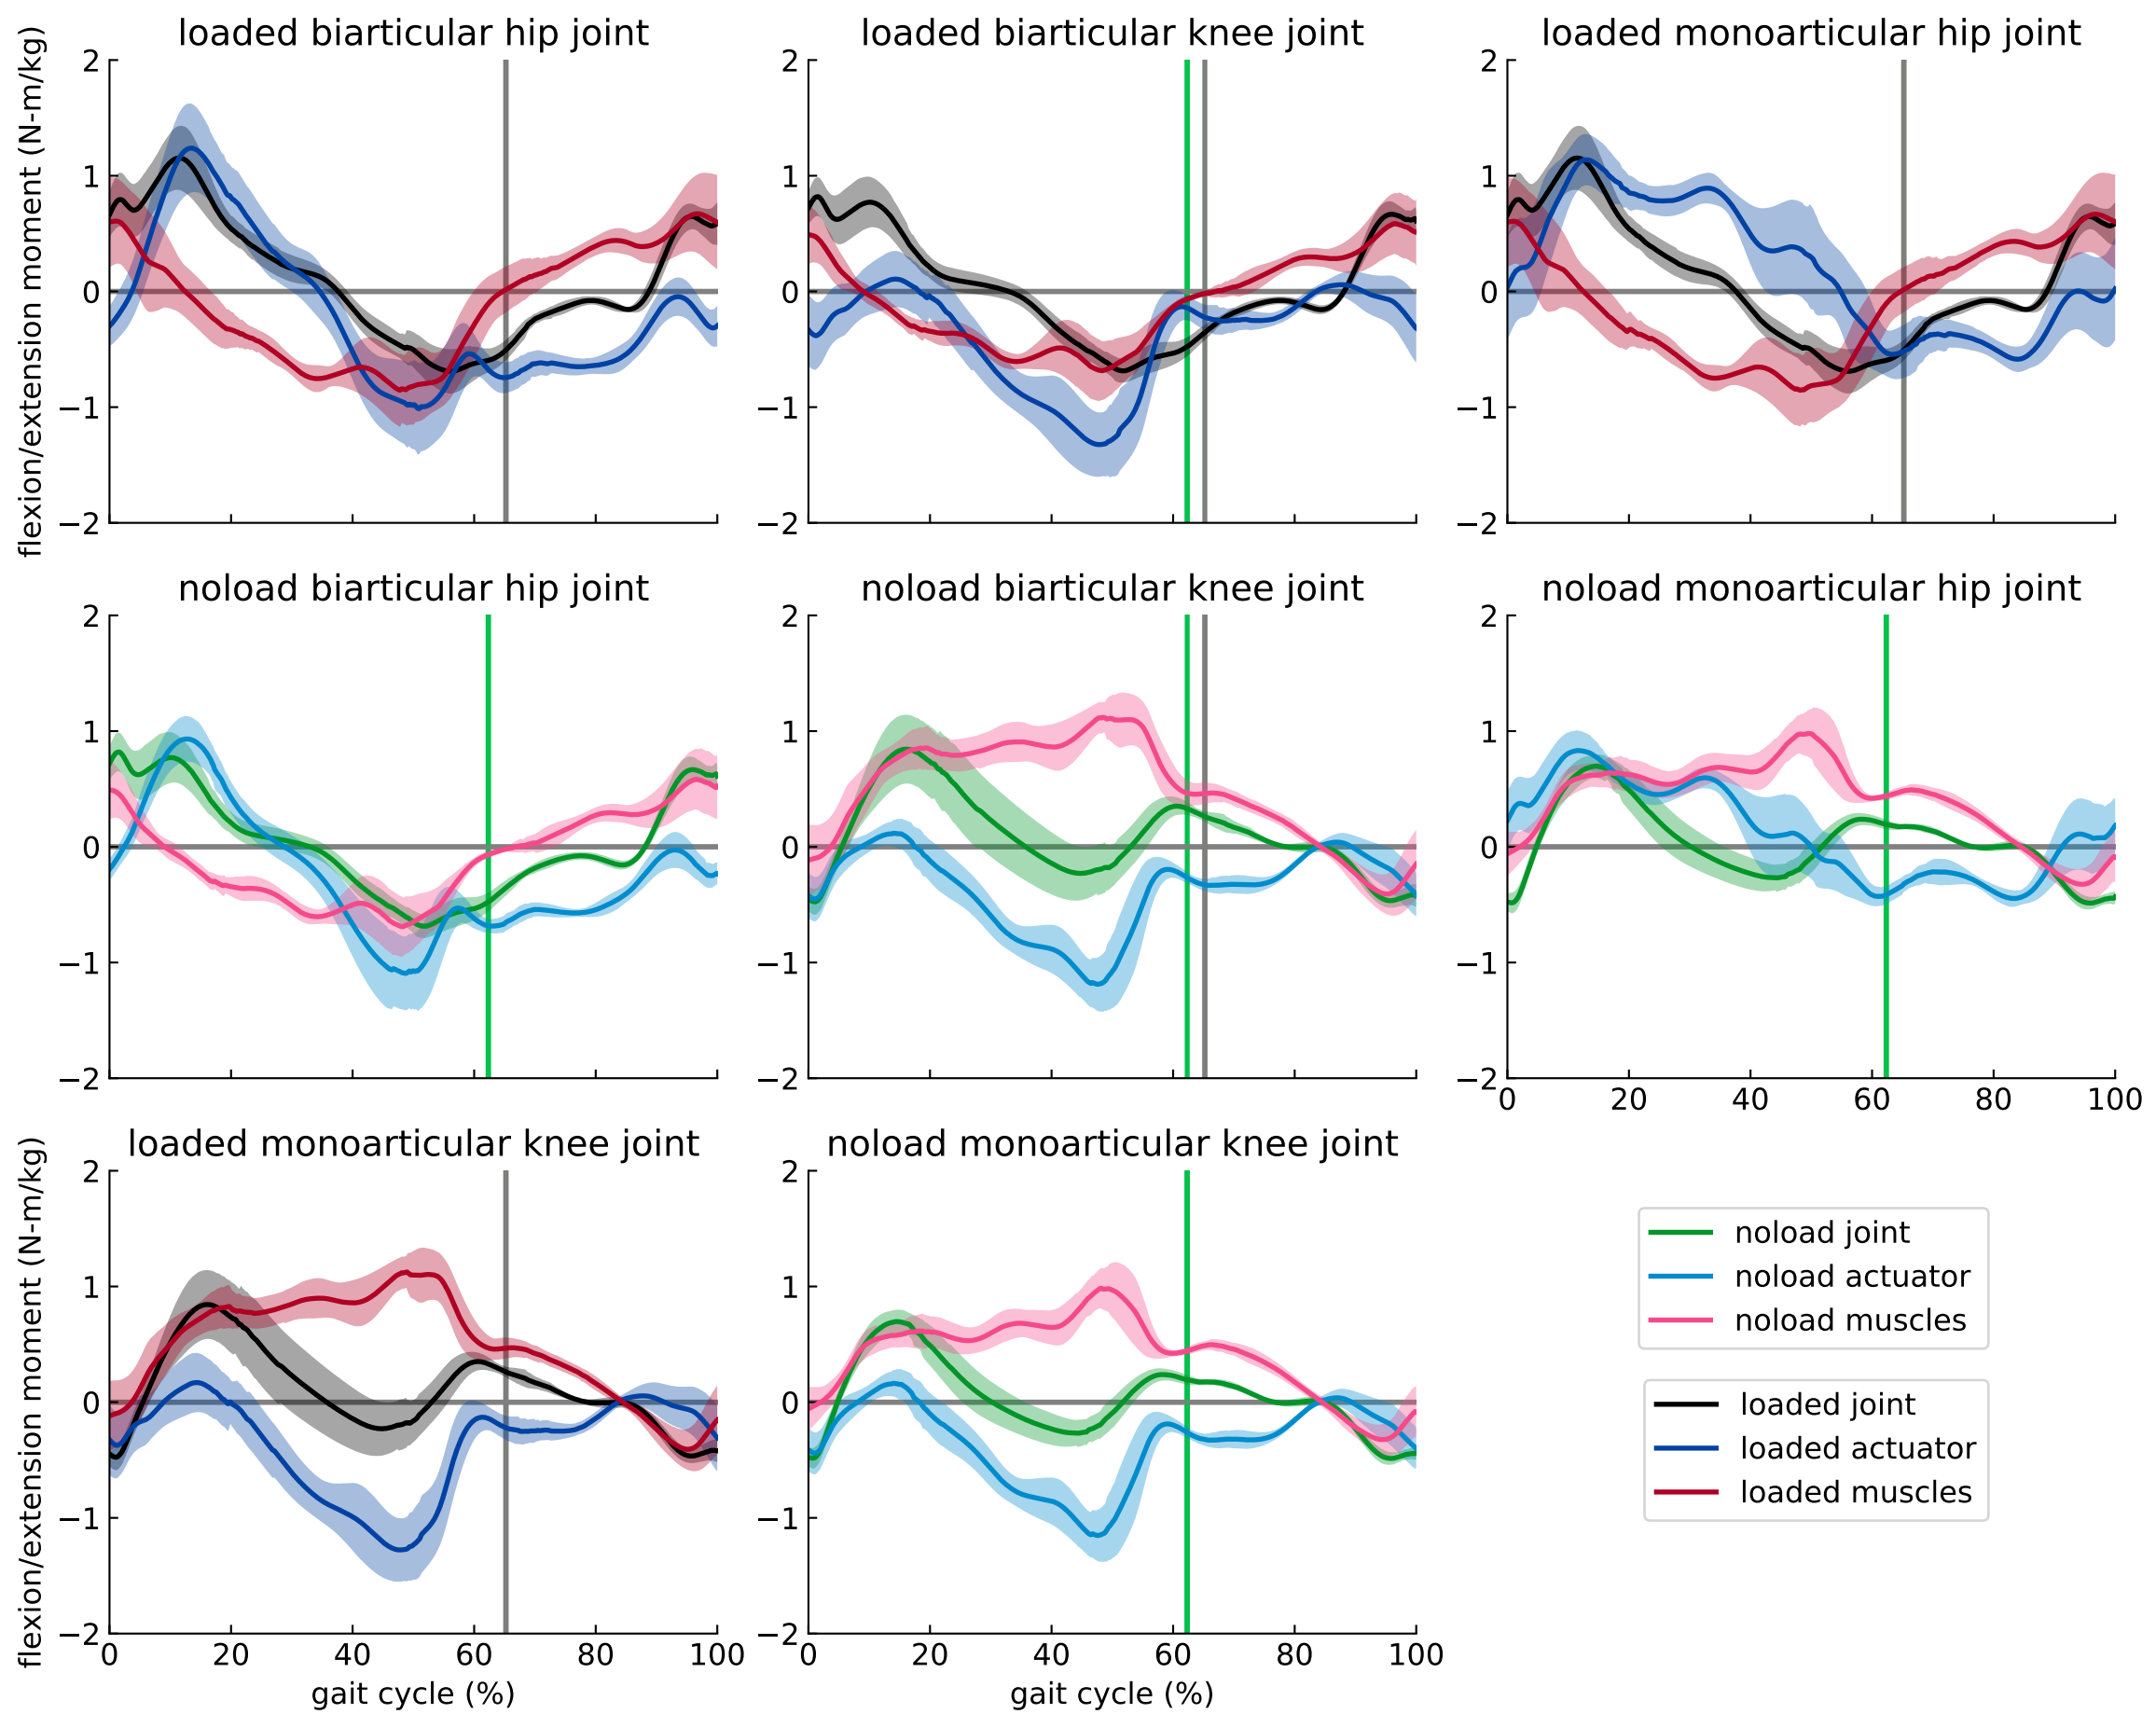 loaded biarticular hip joint
loaded biarticular knee joint
loaded monoarticular hip joint
flexion/extension moment (N-m/kg)
2
1
0
−1
−2
2
1
0
−1
−2
2
1
0
−1
−2
noload biarticular hip joint
noload biarticular knee joint
noload monoarticular hip joint
2
1
0
−1
−2
2
1
0
−1
−2
2
1
0
−1
−2
0 20 40 60 80 100
loaded monoarticular knee joint
noload monoarticular knee joint
flexion/extension moment (N-m/kg)
2
1
0
−1
−2
0 20 40 60 80 100
gait cycle (%)
2
1
0
−1
−2
0 20 40 60 80 100
gait cycle (%)
noload joint
noload actuator
noload muscles
loaded joint
loaded actuator
loaded muscles